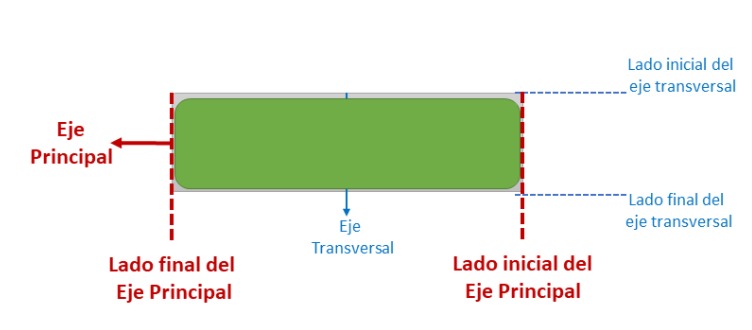 Lado inicial del
eje transversal
Eje
Principal
Lado final del
eje transversal
Eje
Transversal
Lado final del
Eje Principal
Lado inicial del
Eje Principal